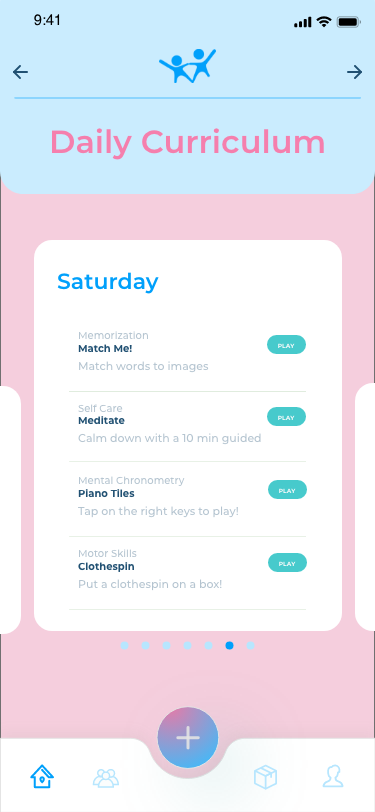 9:41
Daily Curriculum
Saturday
Memorization
Match Me!
PLAY
Match words to images
Self Care
Meditate
PLAY
Calm down with a 10 min guided
Mental Chronometry
Piano Tiles
PLAY
Tap on the right keys to play!
Motor Skills
Clothespin
PLAY
Put a clothespin on a box!